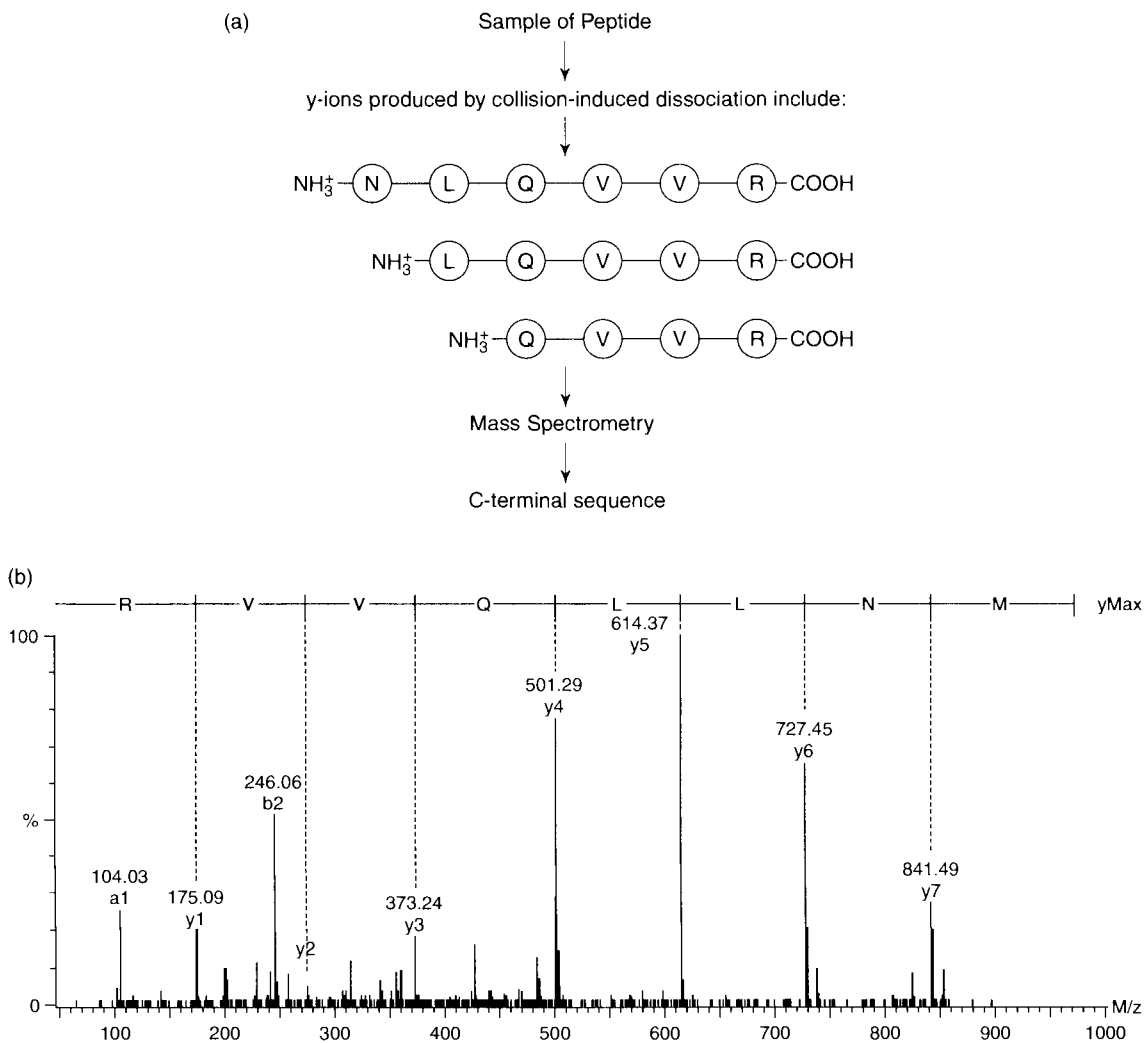 (a)
Sample of Peptide
y-ions produced by collision-induced dissociation include:
NH3+ N L Q V V R COOH
NH3+ L Q V V R COOH
NH3+ Q V V R COOH
Mass Spectrometry
C-terminal sequence
(b)
R V V Q L L N M yMax
100
614.37
y5
501.29
y4
727.45
y6
246.06
b2
%
104.03
a1
175.09
y1
y2
373.24
y3
841.49
y7
0
M/z
100 200 300 400 500 600 700 800 900 1000